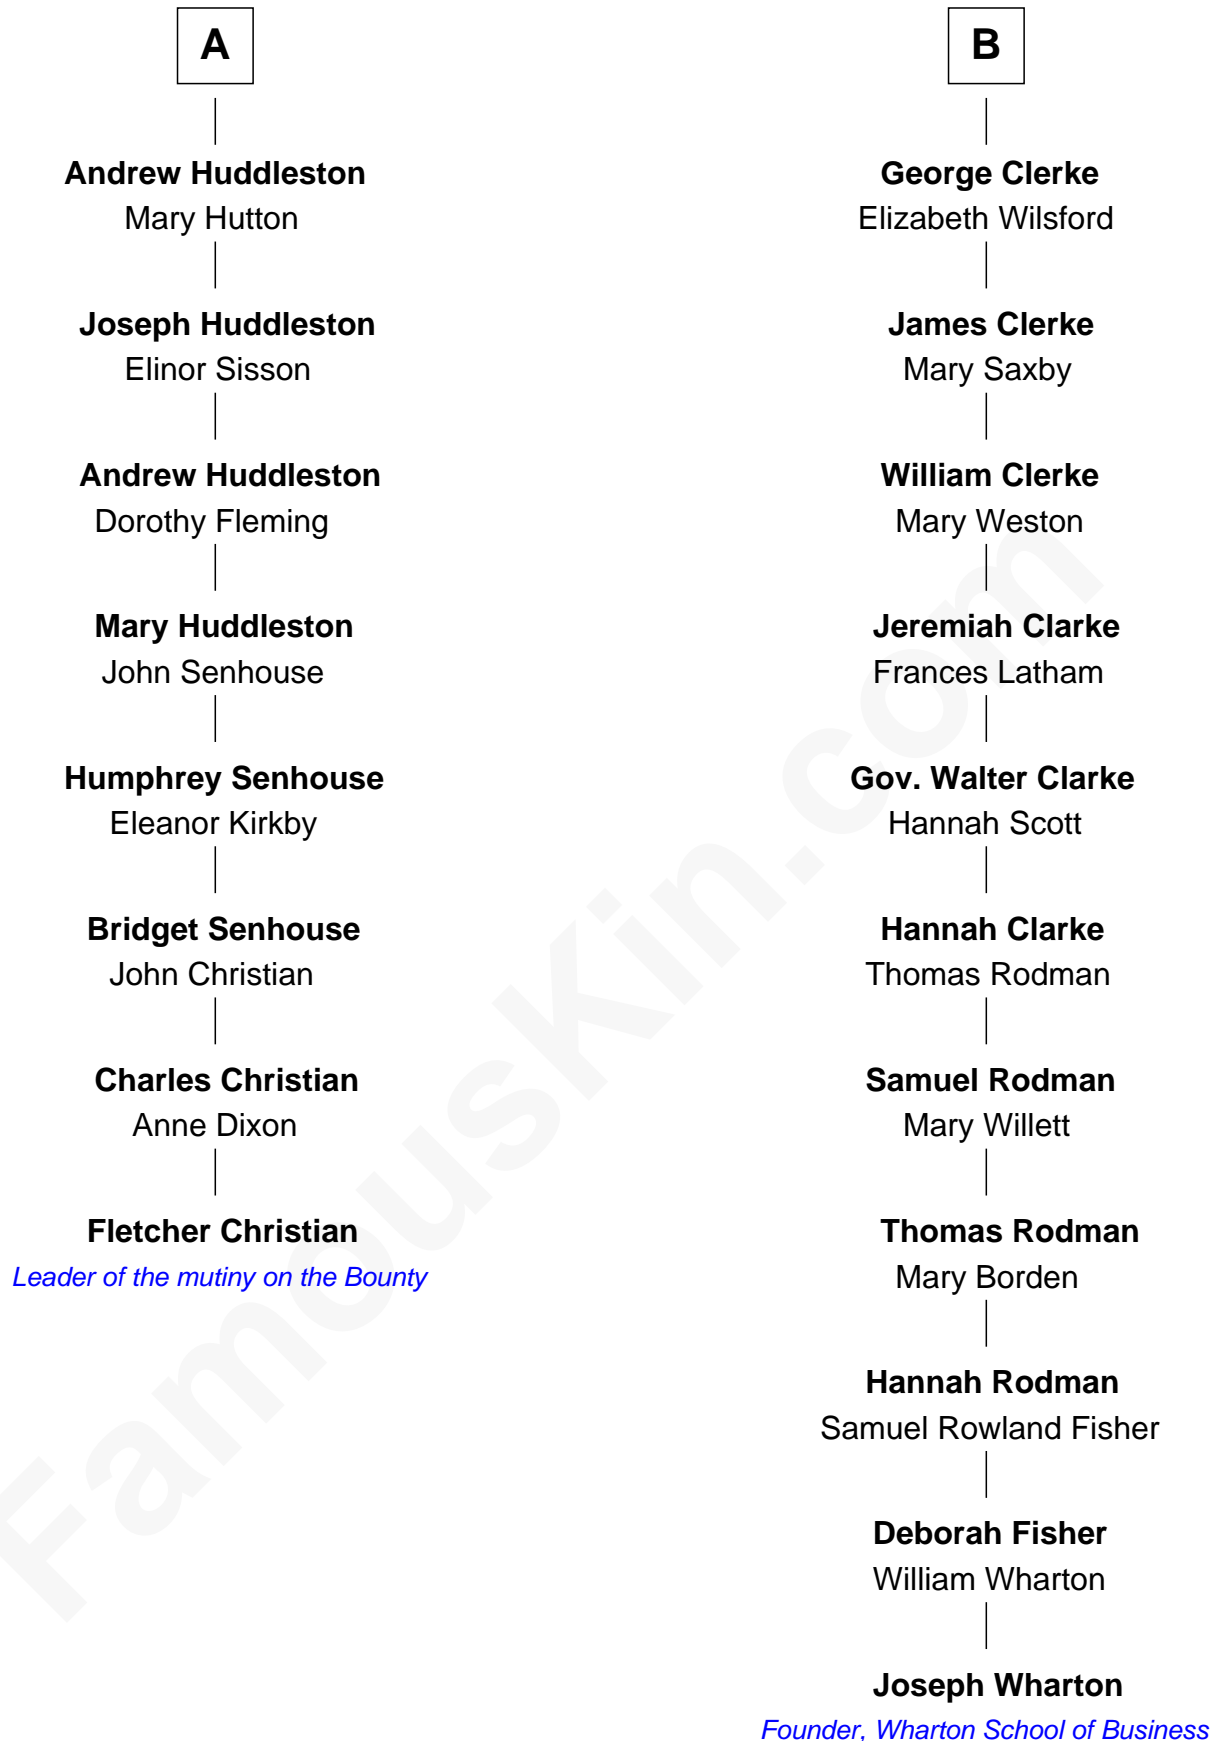 A
Andrew Huddleston
Mary Hutton
Joseph Huddleston
Elinor Sisson
Andrew Huddleston
Dorothy Fleming
Mary Huddleston
John Senhouse
Humphrey Senhouse
Eleanor Kirkby
Bridget Senhouse
John Christian
Charles Christian
Anne Dixon
Fletcher Christian
Leader of the mutiny on the Bounty
B
George Clerke
Elizabeth Wilsford
James Clerke
Mary Saxby
William Clerke
Mary Weston
Jeremiah Clarke
Frances Latham
Gov. Walter Clarke
Hannah Scott
Hannah Clarke
Thomas Rodman
Samuel Rodman
Mary Willett
Thomas Rodman
Mary Borden
Hannah Rodman
Samuel Rowland Fisher
Deborah Fisher
William Wharton
Joseph Wharton
Founder, Wharton School of Business
FamousKin.com